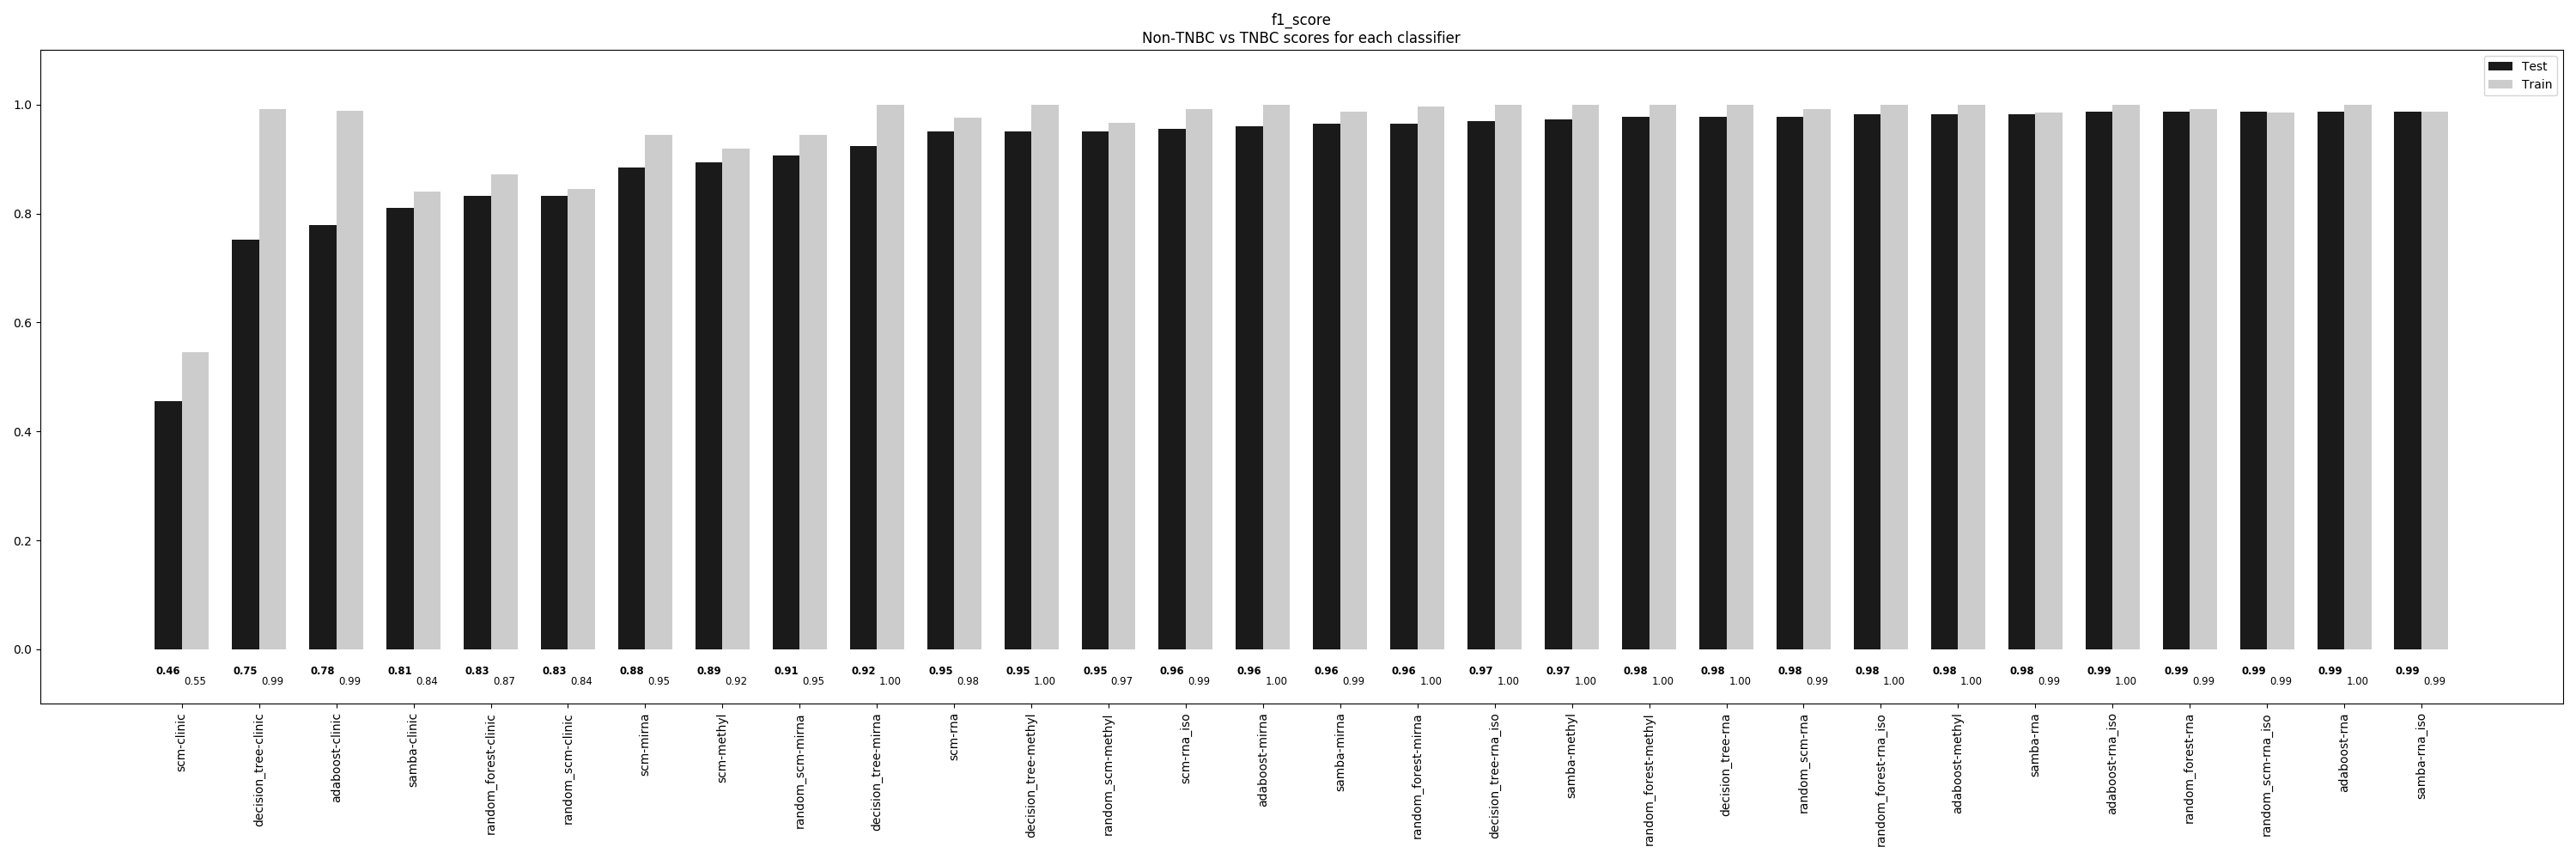 f1_score
Non-TNBC vs TNBC scores for each classifier
Test
Train
1.0
0.8
0.6
0.4
0.2
0.0
0.46 0.75 0.78 0.81 0.83 0.83 0.88 0.89 0.91 0.92 0.95 0.95 0.95 0.96 0.96 0.96 0.96 0.97 0.97 0.98 0.98 0.98 0.98 0.98 0.98 0.99 0.99 0.99 0.99 0.99
0.55 0.99 0.99 0.84 0.87 0.84 0.95 0.92 0.95 1.00 0.98 1.00 0.97 0.99 1.00 0.99 1.00 1.00 1.00 1.00 1.00 0.99 1.00 1.00 0.99 1.00 0.99 0.99 1.00 0.99
scm-clinic
decision_tree-clinic
adaboost-clinic
samba-clinic
random_forest-clinic
random_scm-clinic
scm-mirna
scm-methyl
random_scm-mirna
decision_tree-mirna
scm-rna
decision_tree-methyl
random_scm-methyl
scm-rna_iso
adaboost-mirna
samba-mirna
random_forest-mirna
decision_tree-rna_iso
samba-methyl
random_forest-methyl
decision_tree-rna
random_scm-rna
random_forest-rna_iso
adaboost-methyl
samba-rna
adaboost-rna_iso
random_forest-rna
random_scm-rna_iso
adaboost-rna
samba-rna_iso